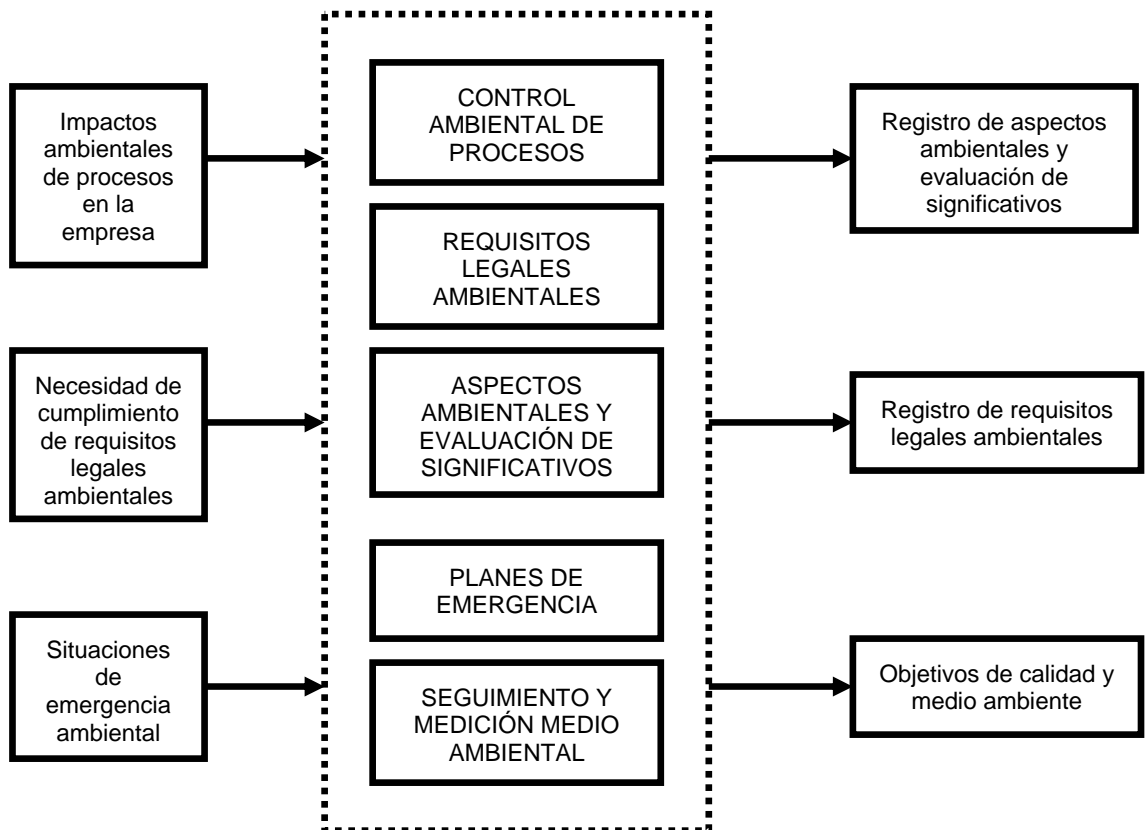 Impactos
ambientales
de procesos
en la
empresa
Necesidad de
cumplimiento
de requisitos
legales
ambientales
Situaciones
de
emergencia
ambiental
CONTROL
AMBIENTAL DE
PROCESOS
REQUISITOS
LEGALES
AMBIENTALES
ASPECTOS
AMBIENTALES Y
EVALUACIÓN DE
SIGNIFICATIVOS
PLANES DE
EMERGENCIA
SEGUIMIENTO Y
MEDICIÓN MEDIO
AMBIENTAL
Registro de aspectos
ambientales y
evaluación de
significativos
Registro de requisitos
legales ambientales
Objetivos de calidad y
medio ambiente